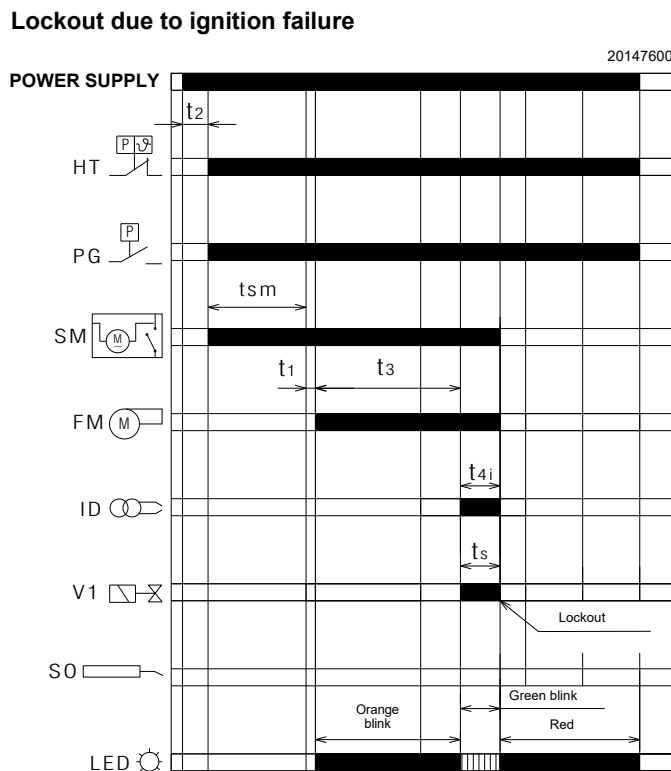 Lockout due to ignition failure
20147600
POWER SUPPLY
t2
P ϑ
HT
P
PG
tsm
SM M
t1 t3
FM M
t4i
ID
ts
V1
Lockout
SO
Green blink
Orange
blink
Red
LED